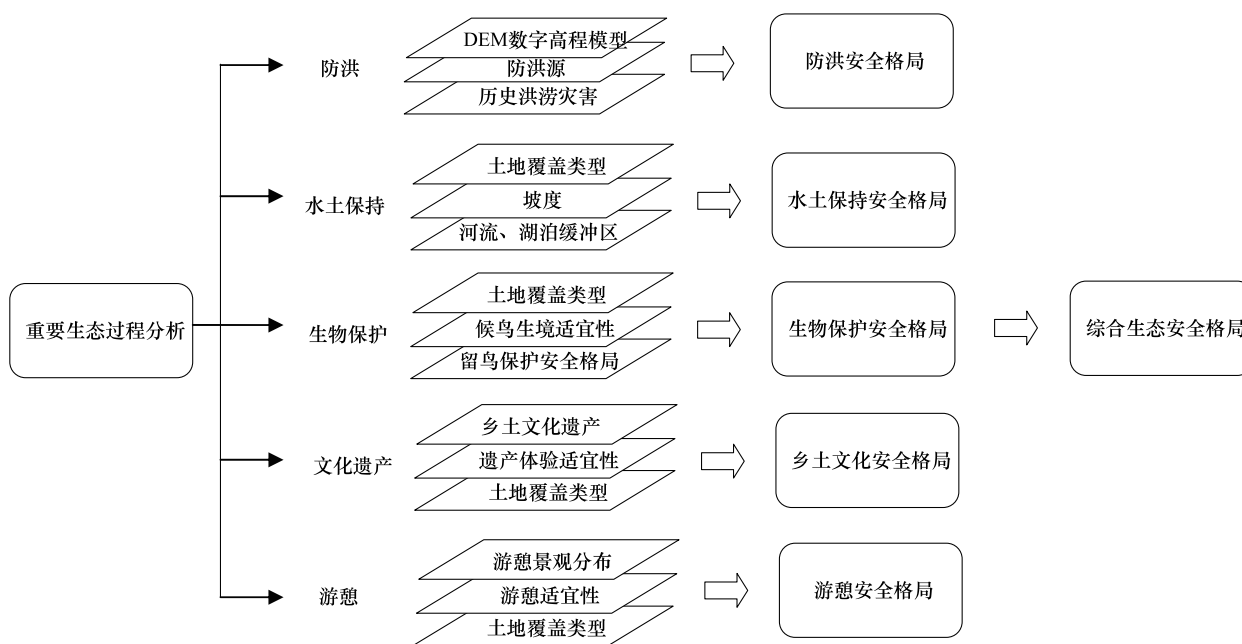 重要生态过程分析
防洪
DEM数字高程模型
防洪源
历史洪涝灾害
防洪安全格局
水土保持
土地覆盖类型
坡度
河流、湖泊缓冲区
水土保持安全格局
生物保护
土地覆盖类型
候鸟生境适宜性
留鸟保护安全格局
生物保护安全格局
综合生态安全格局
文化遗产
乡土文化遗产
遗产体验适宜性
土地覆盖类型
乡土文化安全格局
游憩
游憩景观分布
游憩适宜性
土地覆盖类型
游憩安全格局